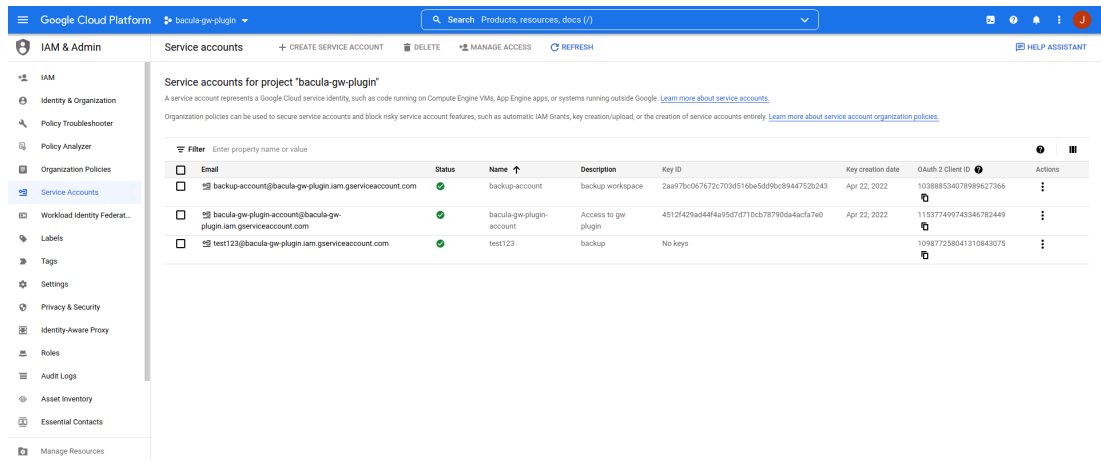 Google Cloud Platform
bacula-gw-plugin
Search Products, resources, docs (/)
J
IAM & Admin
Service accounts
+ CREATE SERVICE ACCOUNT
DELETE
MANAGE ACCESS
REFRESH
HELP ASSISTANT
IAM
Identity & Organization
Policy Troubleshooter
Policy Analyzer
Organization Policies
Service Accounts
Workload Identity Federat...
Labels
Tags
Settings
Privacy & Security
Identity-Aware Proxy
Roles
Audit Logs
Asset Inventory
Essential Contacts
Manage Resources
Service accounts for project "bacula-gw-plugin"
A service account represents a Google Cloud service identity, such as code running on Compute Engine VMs, App Engine apps, or systems running outside Google. Learn more about service accounts.
Organization policies can be used to secure service accounts and block risky service account features, such as automatic IAM Grants, key creation/upload, or the creation of service accounts entirely. Learn more about service account organization policies.
Filter Enter property name or value
Email Status Name Description Key ID Key creation date OAuth 2 Client ID Actions
backup-account@bacula-gw-plugin.iam.gserviceaccount.com backup-account backup workspace 2aa97bc067672c703d516be5dd9bc8944752b243 Apr 22, 2022 103888534078989627366
bacula-gw-plugin-account@bacula-gw- bacula-gw-plugin- Access to gw 4512f429ad44f4a95d7d710cb78790da4acfa7e0 Apr 22, 2022 115377499743346782449
plugin.iam.gserviceaccount.com account plugin
test123@bacula-gw-plugin.iam.gserviceaccount.com test123 backup No keys 109877258041310843075